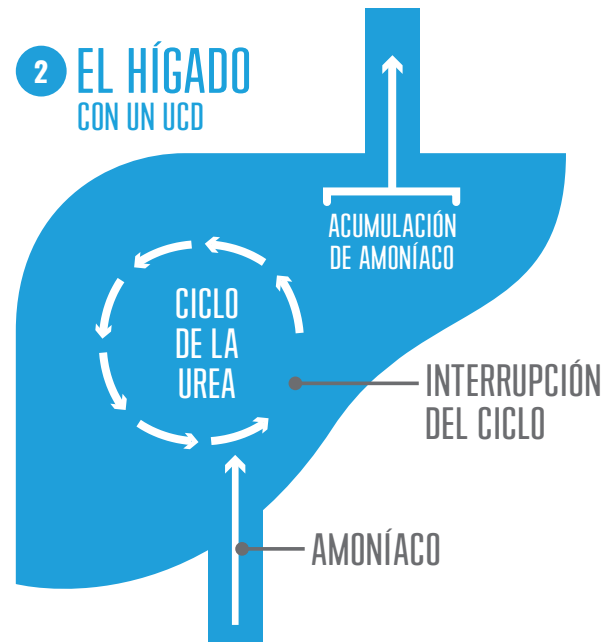 2
EL HÍGADO
CON UN UCD
ACUMULACIÓN
DE AMONÍACO
CICLO
DE LA
UREA
INTERRUPCIÓN
DEL CICLO
AMONÍACO